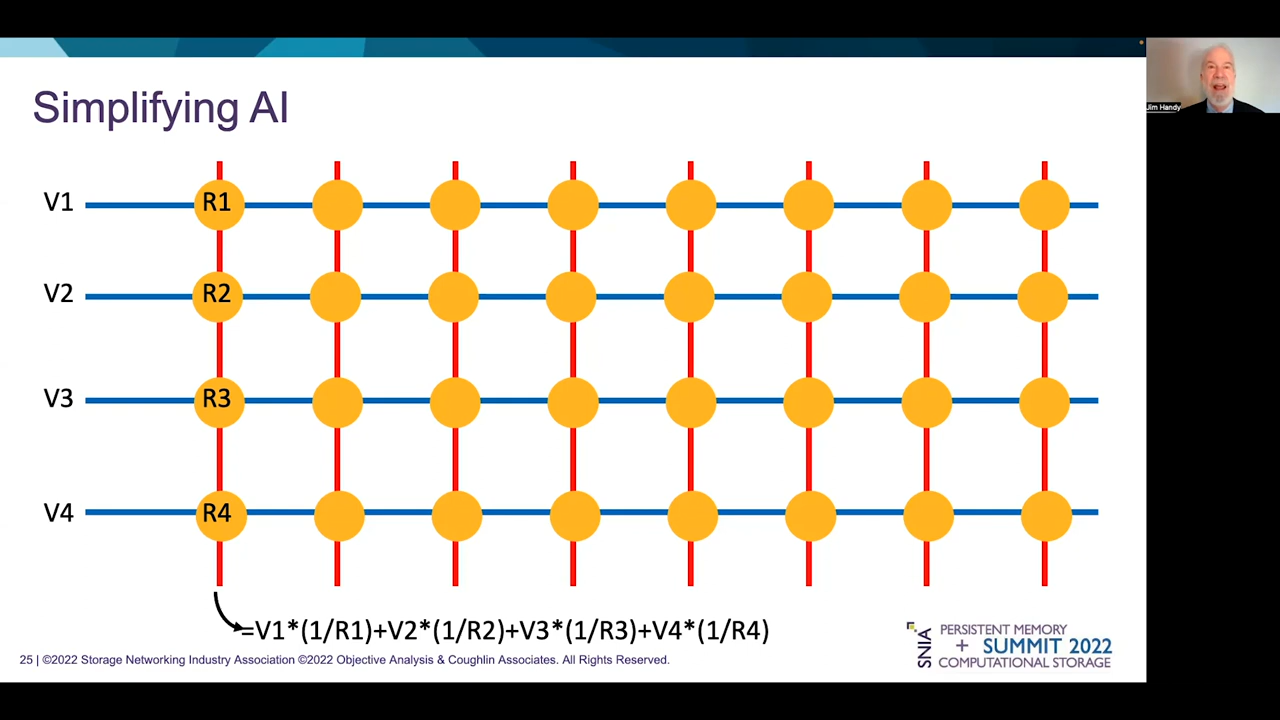 Simplifying AI
V1
R1
V2
R2
V3
R3
V4
R4
=V1*(1/R1)+V2*(1/R2)+V3*(1/R3)+V4*(1/R4)
25 | ©2022 Storage Networking Industry Association ©2022 Objective Analysis & Coughlin Associates. All Rights Reserved.
SNIA
PERSISTENT MEMORY
+ SUMMIT 2022
COMPUTATIONAL STORAGE
Jim Handy